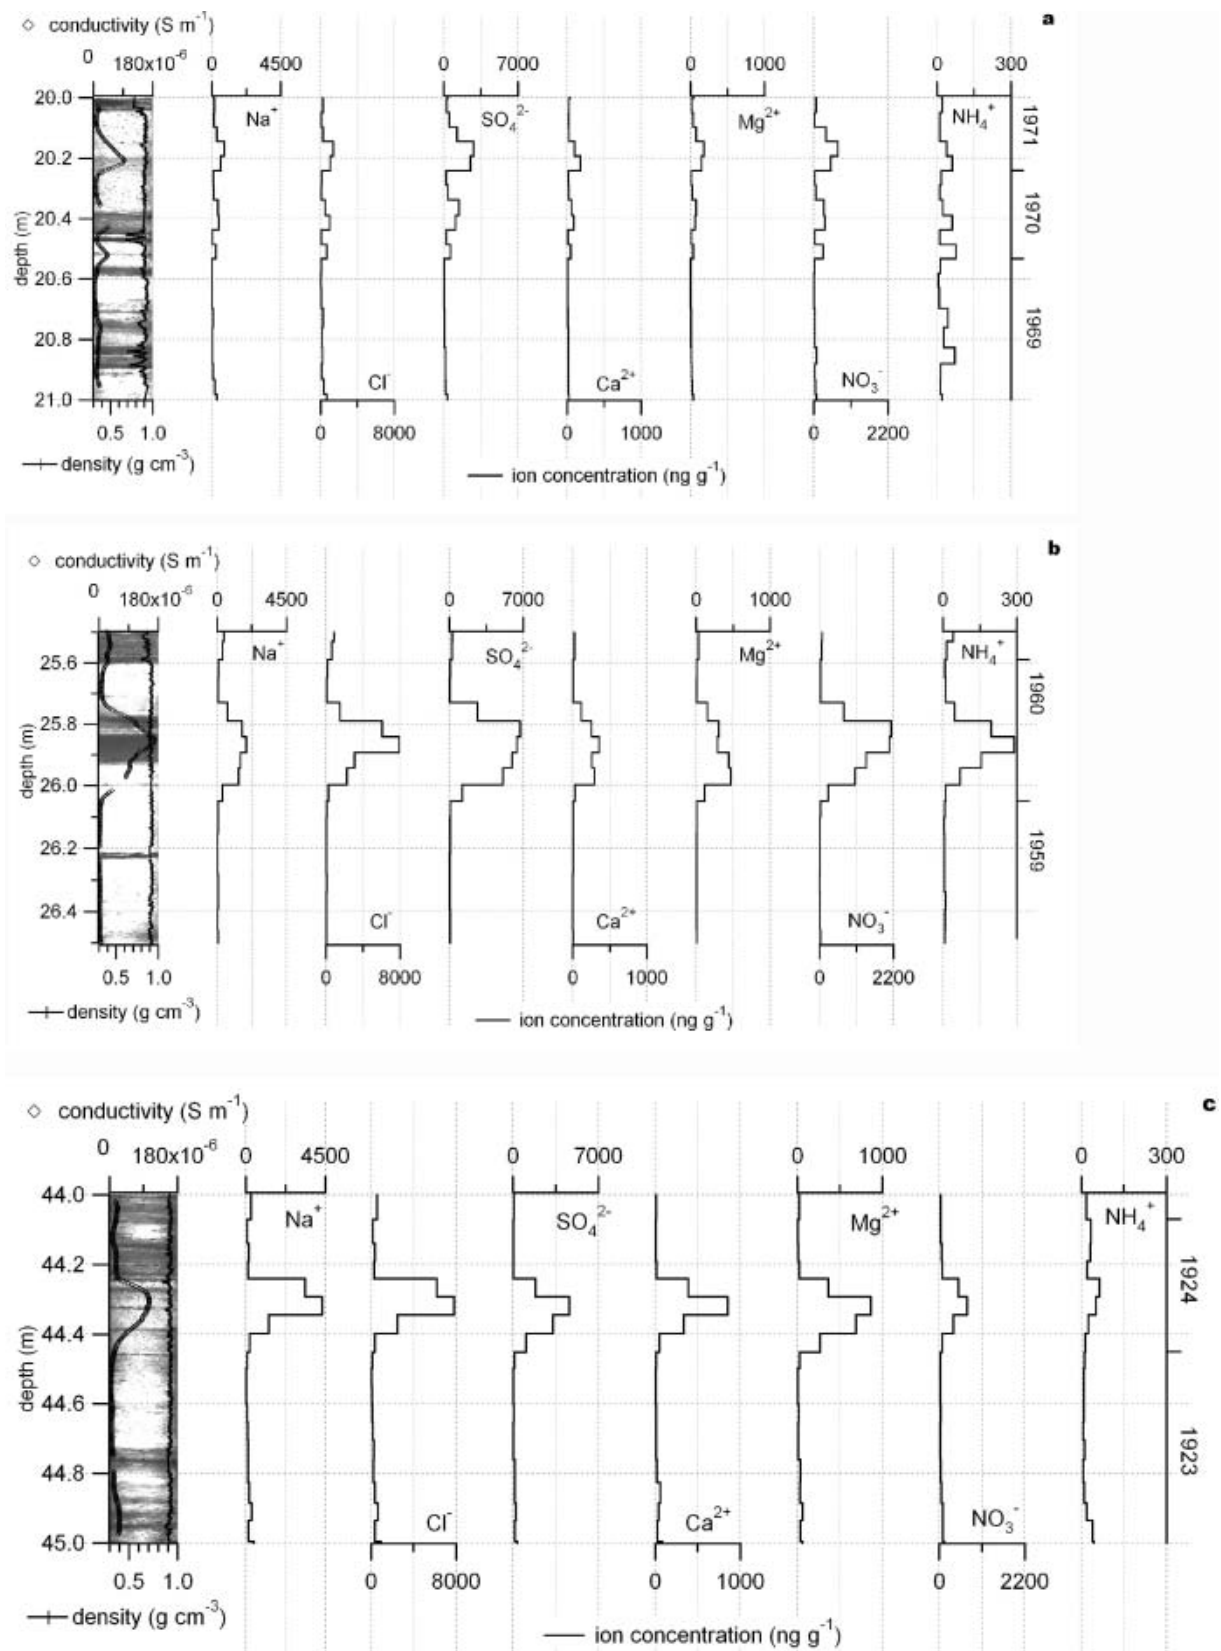 a
◇ conductivity (S m⁻¹)
0 180x10⁻⁶ 0 4500 0 7000 0 1000 0 300
Na⁺ SO₄²⁻ Mg²⁺ NH₄⁺
20.0
20.2
20.4
20.6
20.8
21.0
depth (m)
1971
1970
1969
Cl⁻ Ca²⁺ NO₃⁻
0.5 1.0 0 8000 0 1000 0 2200
density (g cm⁻³) ion concentration (ng g⁻¹)
b
◇ conductivity (S m⁻¹)
0 180x10⁻⁶ 0 4500 0 7000 0 1000 0 300
Na⁺ SO₄²⁻ Mg²⁺ NH₄⁺
25.6
25.8
26.0
26.2
26.4
depth (m)
1960
1959
Cl⁻ Ca²⁺ NO₃⁻
0.5 1.0 0 8000 0 1000 0 2200
density (g cm⁻³) ion concentration (ng g⁻¹)
c
◇ conductivity (S m⁻¹)
0 180x10⁻⁶ 0 4500 0 7000 0 1000 0 300
Na⁺ SO₄²⁻ Mg²⁺ NH₄⁺
44.0
44.2
44.4
44.6
44.8
45.0
depth (m)
1924
1923
Cl⁻ Ca²⁺ NO₃⁻
0.5 1.0 0 8000 0 1000 0 2200
density (g cm⁻³) ion concentration (ng g⁻¹)